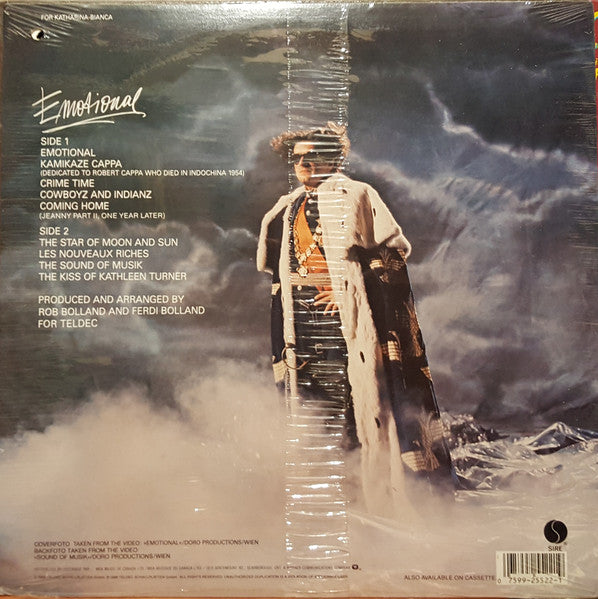 FOR KATHARINA-BIANCA
Emotional
SIDE 1
EMOTIONAL
KAMIKAZE CAPPA
(DEDICATED TO ROBERT CAPPA WHO DIED IN INDOCHINA 1954)
CRIME TIME
COWBOYZ AND INDIANZ
COMING HOME
(JEANNY PART II, ONE YEAR LATER)
SIDE 2
THE STAR OF MOON AND SUN
LES NOUVEAUX RICHES
THE SOUND OF MUSIK
THE KISS OF KATHLEEN TURNER
PRODUCED AND ARRANGED BY
ROB BOLLAND AND FERDI BOLLAND
FOR TELDEC
COVERFOTO TAKEN FROM THE VIDEO »EMOTIONAL«/DORO PRODUCTIONS/WIEN
BACKFOTO TAKEN FROM THE VIDEO
»SOUND OF MUSIK«/DORO PRODUCTIONS/WIEN
ALSO AVAILABLE ON CASSETTE
SIRE
0 7599-25522-1